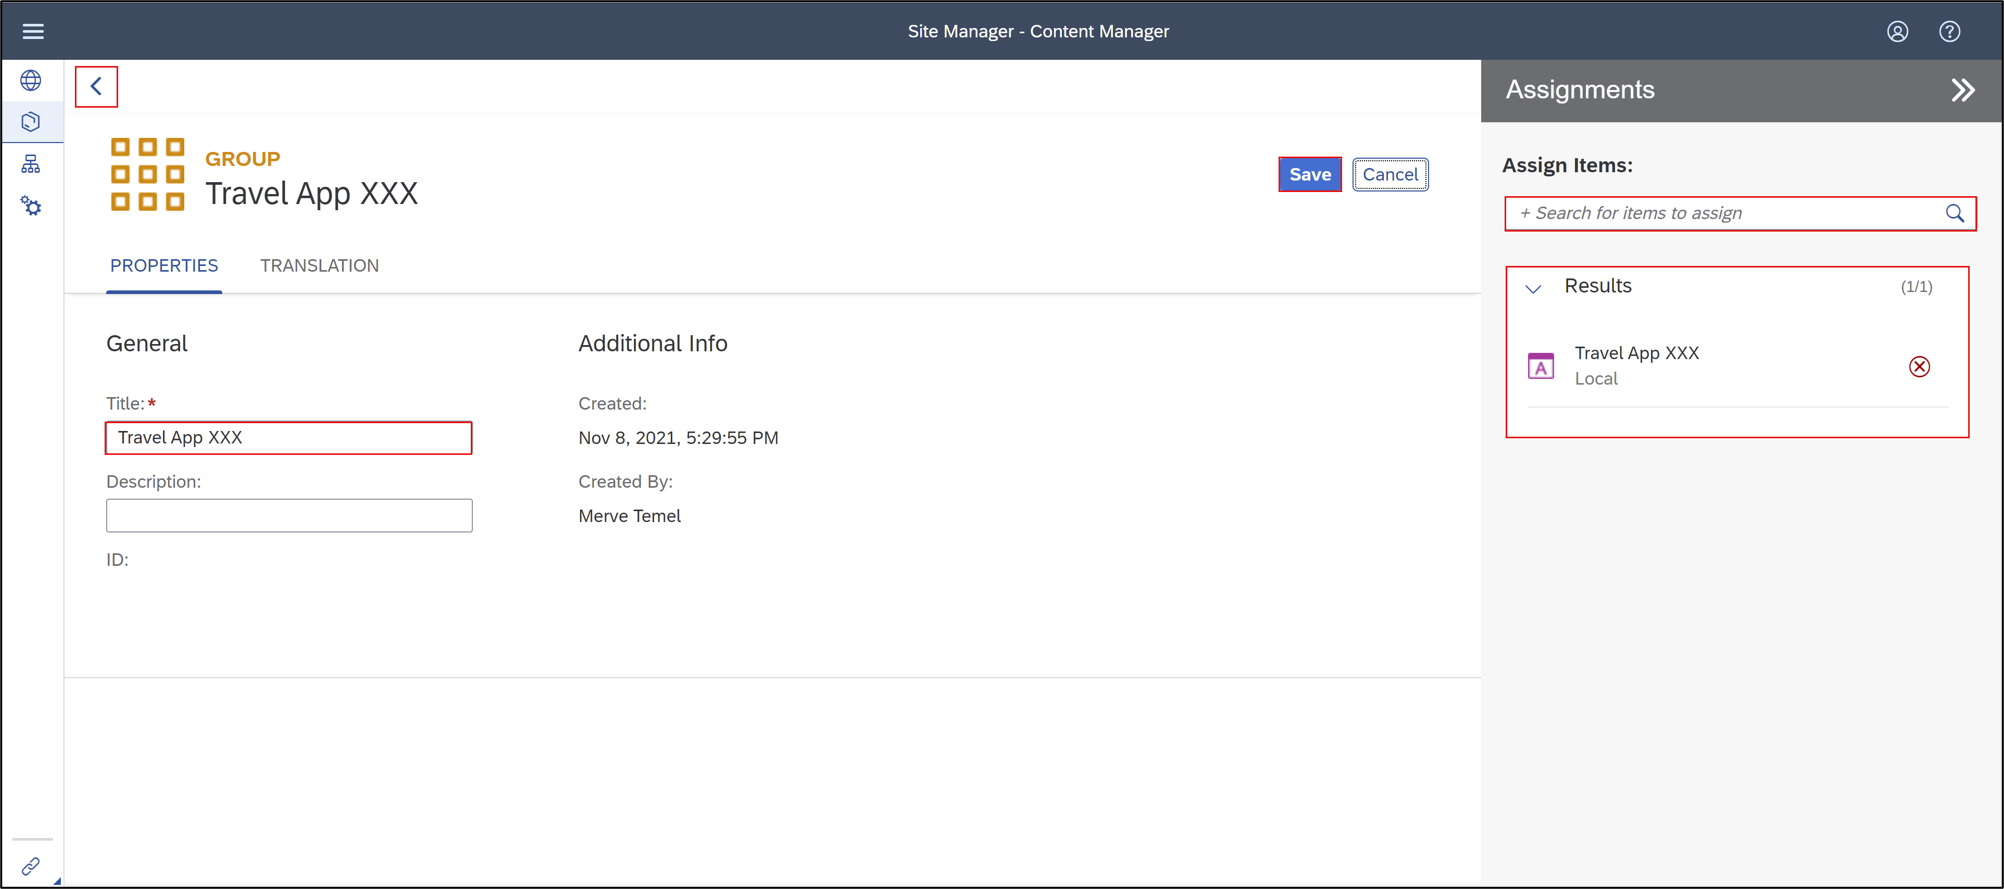 Site Manager - Content Manager
GROUP
Travel App XXX
Save
Cancel
PROPERTIES
TRANSLATION
General
Title:*
Travel App XXX
Description:
ID:
Additional Info
Created:
Nov 8, 2021, 5:29:55 PM
Created By:
Merve Temel
Assignments
Assign Items:
+ Search for items to assign
Results
(1/1)
A
Travel App XXX
Local